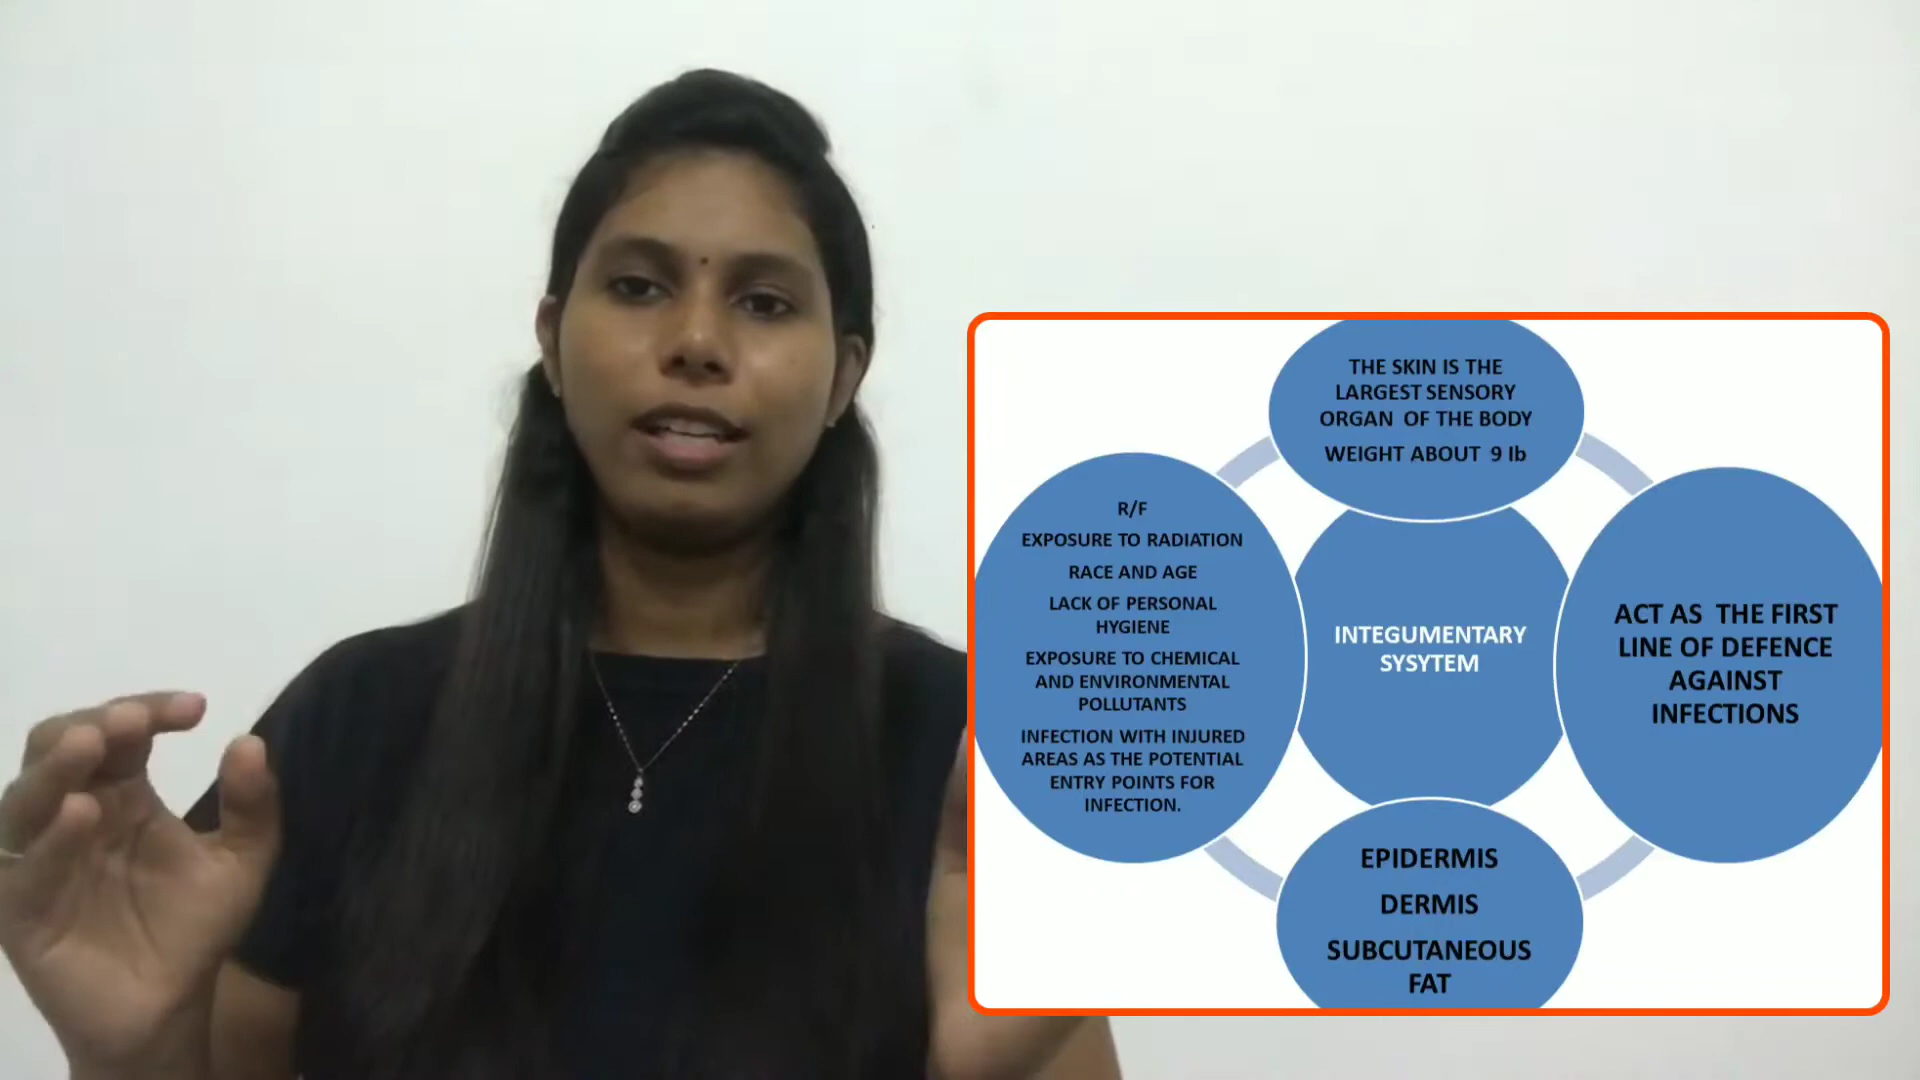 THE SKIN IS THE
LARGEST SENSORY
ORGAN OF THE BODY
WEIGHT ABOUT 9 lb
R/F
EXPOSURE TO RADIATION
RACE AND AGE
LACK OF PERSONAL
HYGIENE
EXPOSURE TO CHEMICAL
AND ENVIRONMENTAL
POLLUTANTS
INFECTION WITH INJURED
AREAS AS THE POTENTIAL
ENTRY POINTS FOR
INFECTION.
INTEGUMENTARY
SYSYTEM
ACT AS THE FIRST
LINE OF DEFENCE
AGAINST
INFECTIONS
EPIDERMIS
DERMIS
SUBCUTANEOUS
FAT